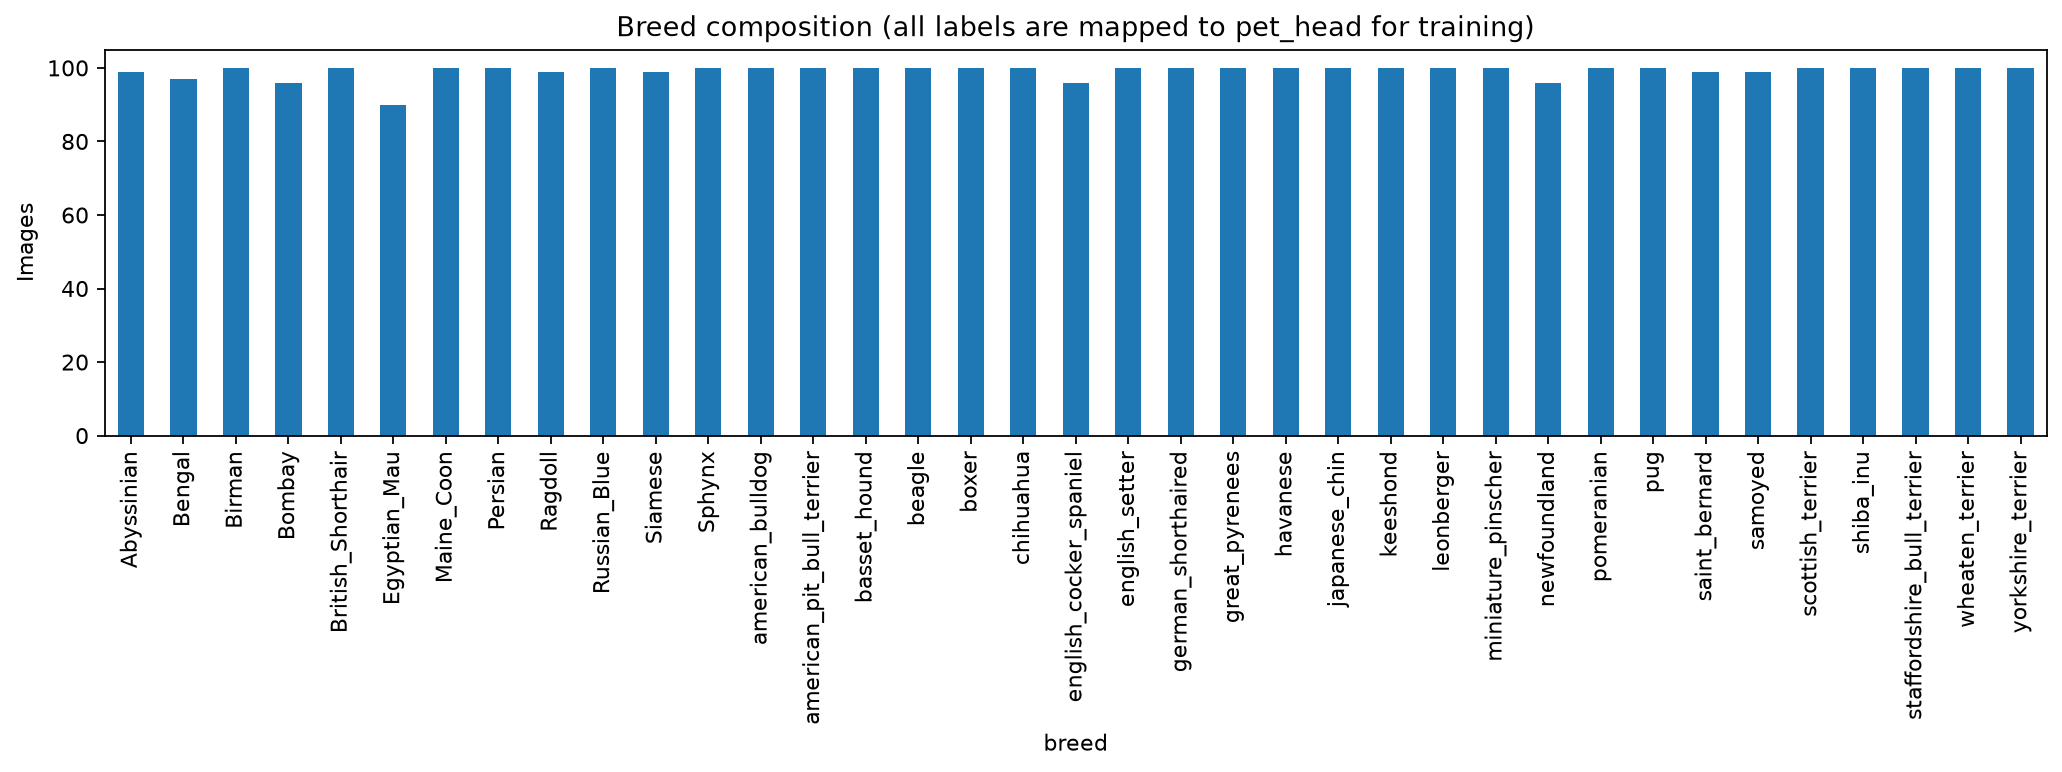 Breed composition (all labels are mapped to pet_head for training)
Images
100
80
60
40
20
0
Abyssinian
Bengal
Birman
Bombay
British_Shorthair
Egyptian_Mau
Maine_Coon
Persian
Ragdoll
Russian_Blue
Siamese
Sphynx
american_bulldog
american_pit_bull_terrier
basset_hound
beagle
boxer
chihuahua
english_cocker_spaniel
english_setter
german_shorthaired
great_pyrenees
havanese
japanese_chin
keeshond
leonberger
miniature_pinscher
newfoundland
pomeranian
pug
saint_bernard
samoyed
scottish_terrier
shiba_inu
staffordshire_bull_terrier
wheaten_terrier
yorkshire_terrier
breed